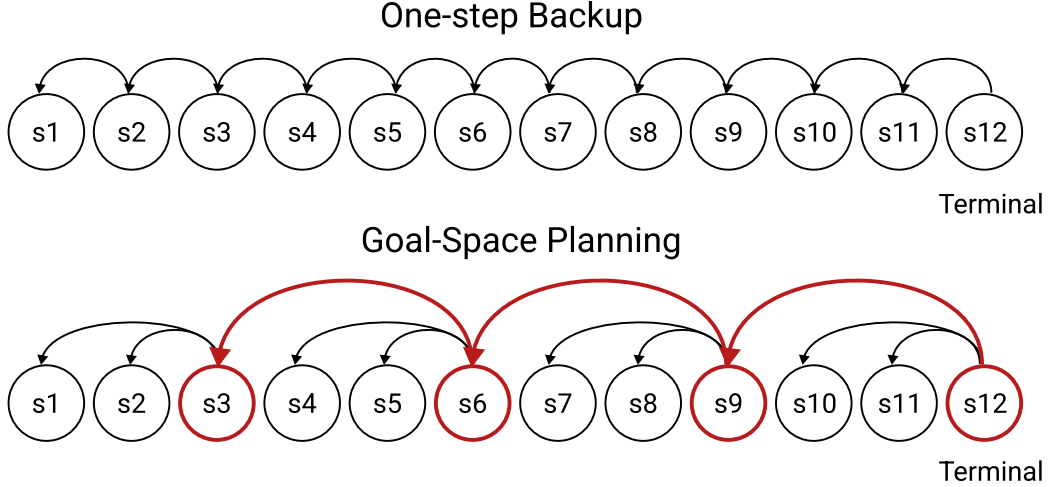 One-step Backup
s1 s2 s3 s4 s5 s6 s7 s8 s9 s10 s11 s12
Terminal
Goal-Space Planning
s1 s2 s3 s4 s5 s6 s7 s8 s9 s10 s11 s12
Terminal